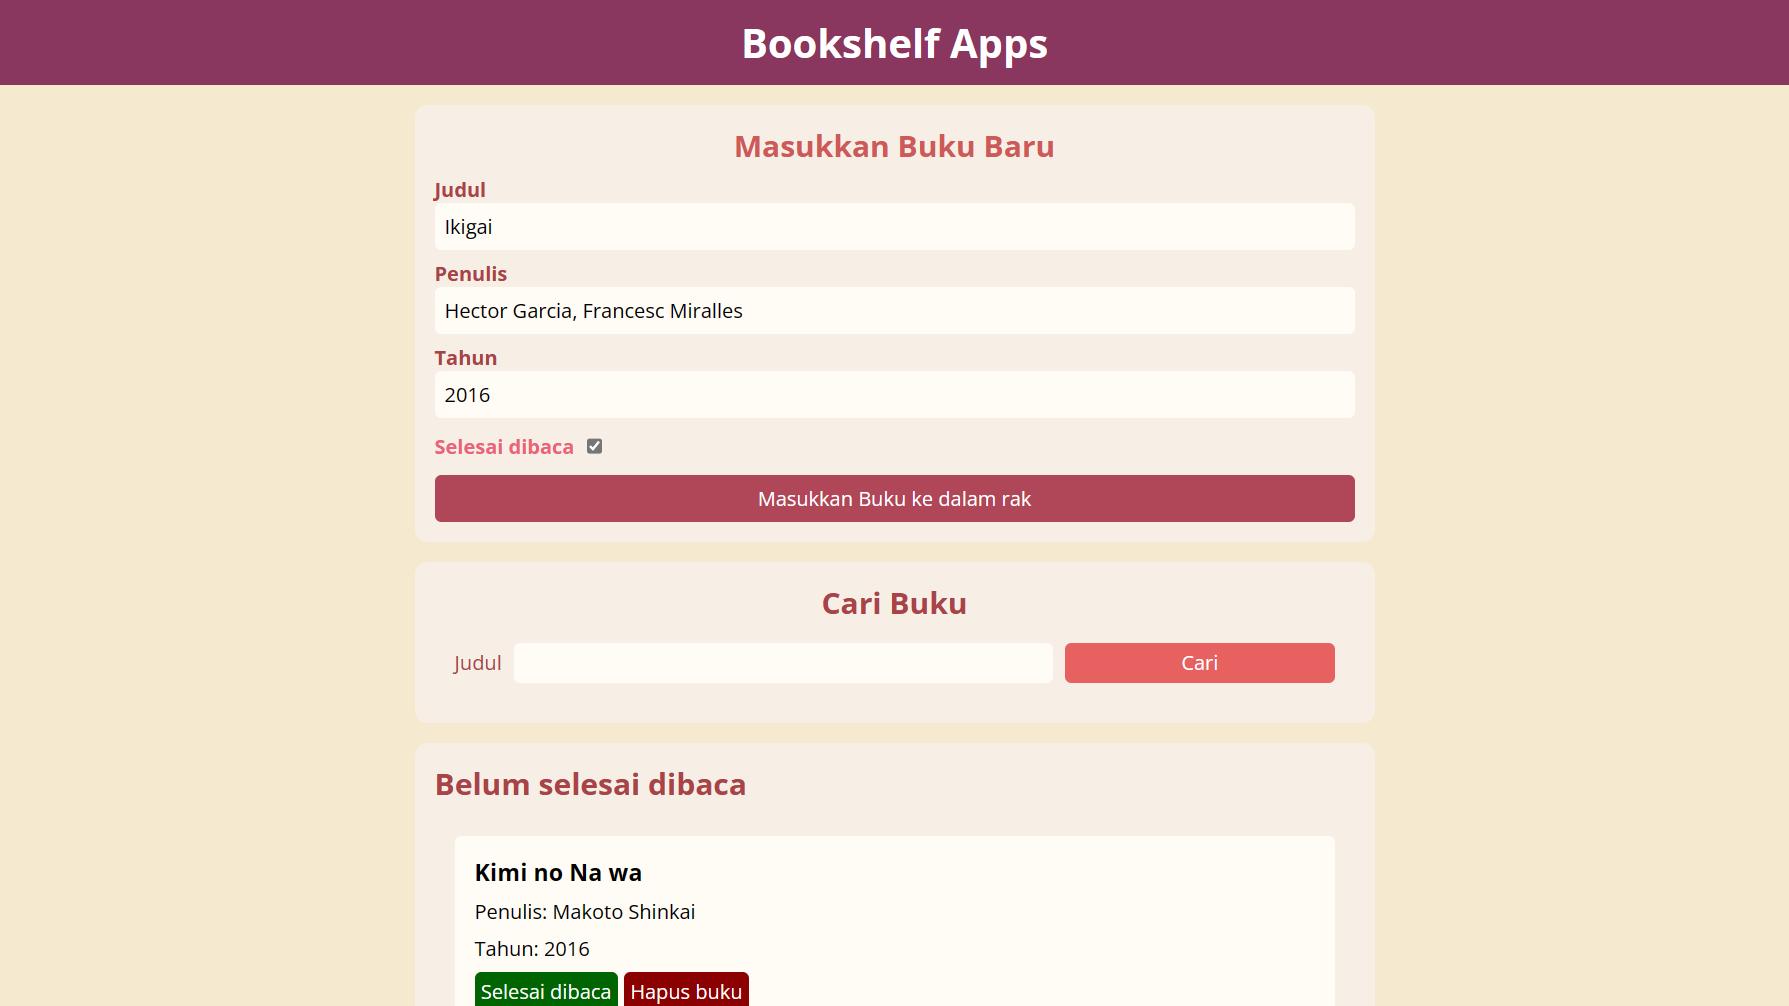 Bookshelf Apps
Masukkan Buku Baru
Judul
Ikigai
Penulis
Hector Garcia, Francesc Miralles
Tahun
2016
Selesai dibaca
Masukkan Buku ke dalam rak
Cari Buku
Judul
Cari
Belum selesai dibaca
Kimi no Na wa
Penulis: Makoto Shinkai
Tahun: 2016
Selesai dibaca
Hapus buku